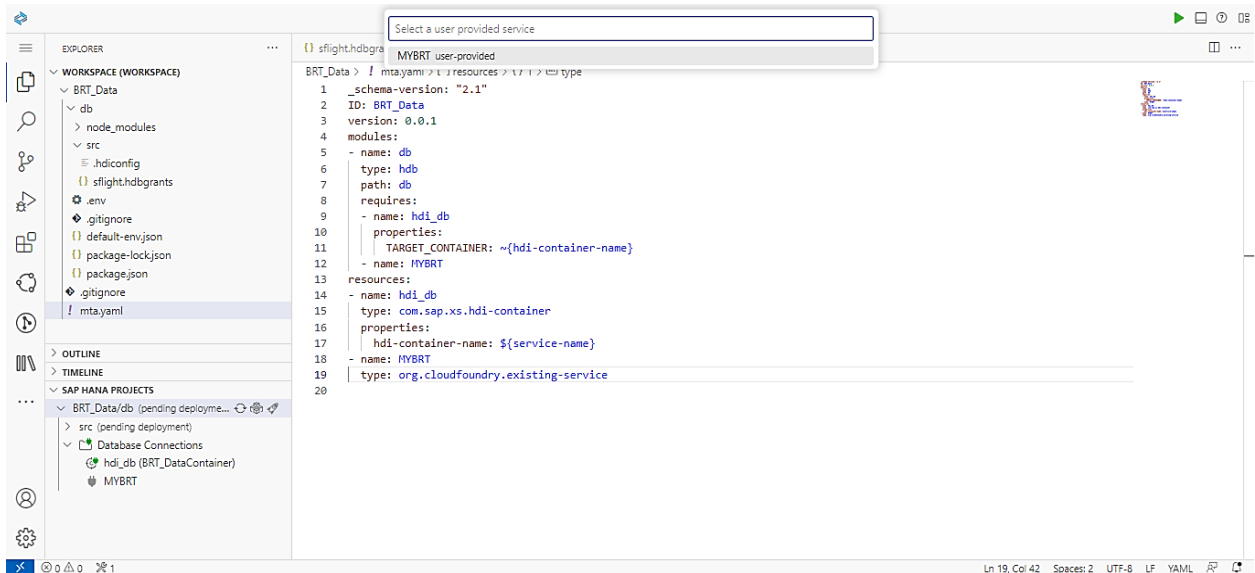 Select a user provided service
MYBRT user-provided
EXPLORER
WORKSPACE (WORKSPACE)
BRT_Data
db
node_modules
src
.hdiconfig
sflight.hdbgrants
.env
.gitignore
default-env.json
package-lock.json
package.json
.gitignore
mta.yaml
OUTLINE
TIMELINE
SAP HANA PROJECTS
BRT_Data/db (pending deployme...
src (pending deployment)
Database Connections
hdi_db (BRT_DataContainer)
MYBRT
{} sflight.hdbgra
BRT_Data > ! mta.yaml > [ ] resources > {} 1 > type
1 _schema-version: "2.1"
2 ID: BRT_Data
3 version: 0.0.1
4 modules:
5 - name: db
6 type: hdb
7 path: db
8 requires:
9 - name: hdi_db
10 properties:
11 TARGET_CONTAINER: ~{hdi-container-name}
12 - name: MYBRT
13 resources:
14 - name: hdi_db
15 type: com.sap.xs.hdi-container
16 properties:
17 hdi-container-name: ${service-name}
18 - name: MYBRT
19 type: org.cloudfoundry.existing-service
20
0 0 1
Ln 19, Col 42 Spaces: 2 UTF-8 LF YAML